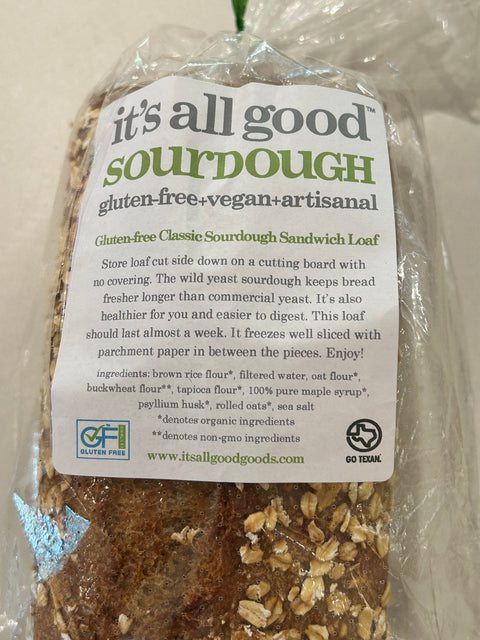 it's all good™
SOURDOUGH
gluten-free+vegan+artisanal
Gluten-free Classic Sourdough Sandwich Loaf
Store loaf cut side down on a cutting board with
no covering. The wild yeast sourdough keeps bread
fresher longer than commercial yeast. It's also
healthier for you and easier to digest. This loaf
should last almost a week. It freezes well sliced with
parchment paper in between the pieces. Enjoy!
ingredients: brown rice flour*, filtered water, oat flour*,
buckwheat flour**, tapioca flour*, 100% pure maple syrup*,
psyllium husk*, rolled oats*, sea salt
*denotes organic ingredients
**denotes non-gmo ingredients
GF
GLUTEN FREE
GO TEXAN.
www.itsallgoodgoods.com